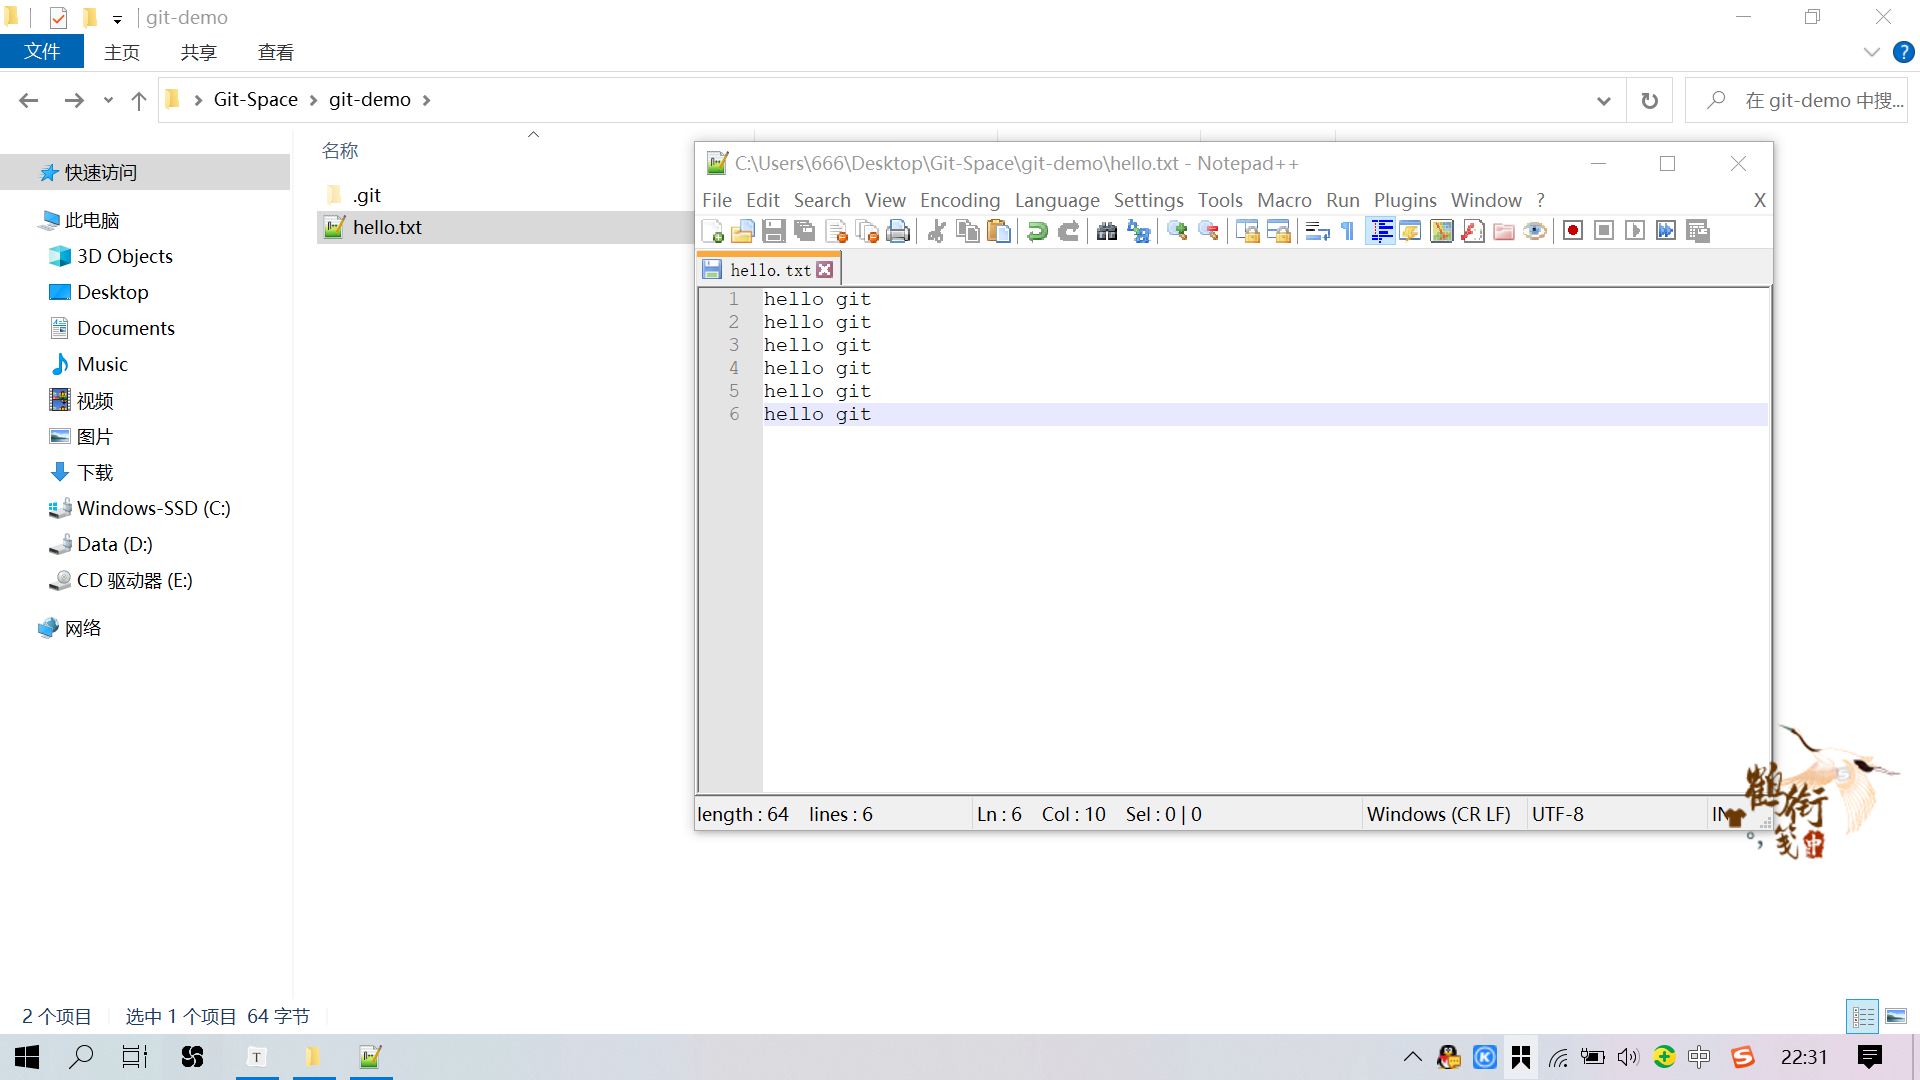 git-demo
文件 主页 共享 查看
Git-Space git-demo
在 git-demo 中搜...
名称
快速访问
此电脑
3D Objects
Desktop
Documents
Music
视频
图片
下载
Windows-SSD (C:)
Data (D:)
CD 驱动器 (E:)
网络
.git
hello.txt
C:\Users\666\Desktop\Git-Space\git-demo\hello.txt - Notepad++
File Edit Search View Encoding Language Settings Tools Macro Run Plugins Window ? X
hello.txt
1 hello git
2 hello git
3 hello git
4 hello git
5 hello git
6 hello git
length : 64 lines : 6 Ln : 6 Col : 10 Sel : 0 | 0 Windows (CR LF) UTF-8 IN
鹤衔笺
中
2 个项目 选中 1 个项目 64 字节
T
中
22:31